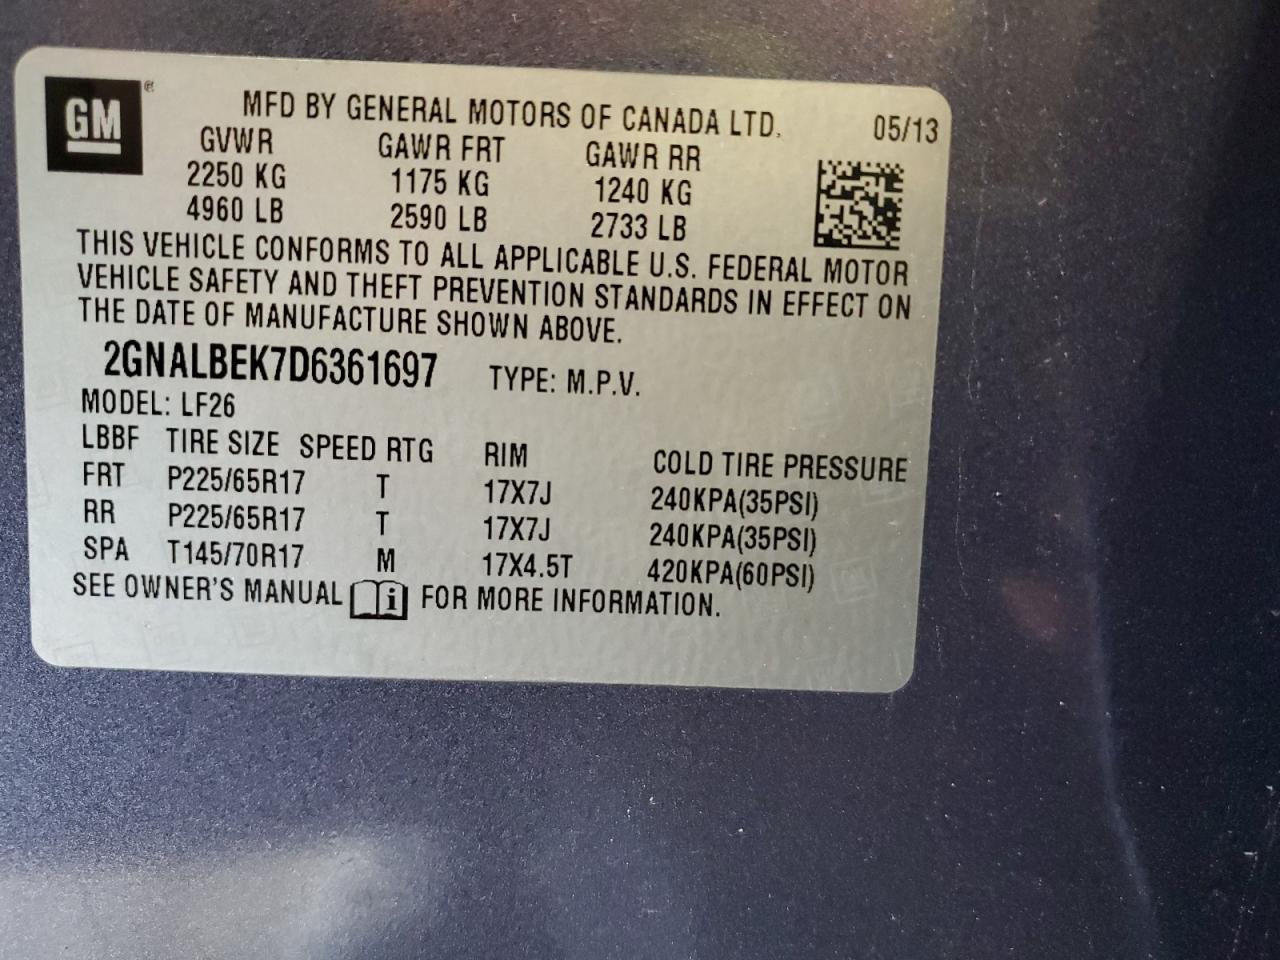 GM ®
MFD BY GENERAL MOTORS OF CANADA LTD. 05/13
GVWR GAWR FRT GAWR RR
2250 KG 1175 KG 1240 KG
4960 LB 2590 LB 2733 LB
THIS VEHICLE CONFORMS TO ALL APPLICABLE U.S. FEDERAL MOTOR
VEHICLE SAFETY AND THEFT PREVENTION STANDARDS IN EFFECT ON
THE DATE OF MANUFACTURE SHOWN ABOVE.
2GNALBEK7D6361697 TYPE: M.P.V.
MODEL: LF26
LBBF TIRE SIZE SPEED RTG RIM COLD TIRE PRESSURE
FRT P225/65R17 T 17X7J 240KPA(35PSI)
RR P225/65R17 T 17X7J 240KPA(35PSI)
SPA T145/70R17 M 17X4.5T 420KPA(60PSI)
SEE OWNER'S MANUAL i FOR MORE INFORMATION.